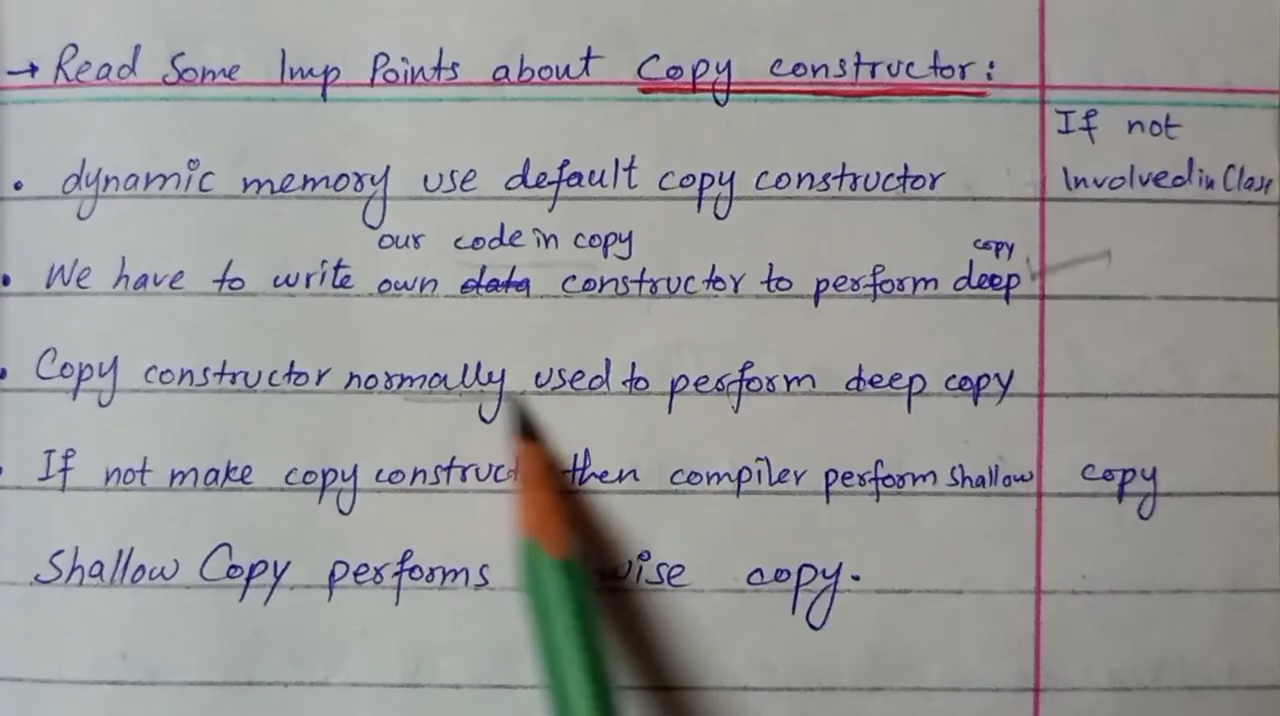 → Read Some Imp Points about Copy constructor:
If not
• dynamic memory use default copy constructor Involved in Class
our code in copy copy
• We have to write own data constructor to perform deep
• Copy constructor normally used to perform deep copy
• If not make copy construct then compiler perform shallow copy
Shallow Copy performs wise copy.